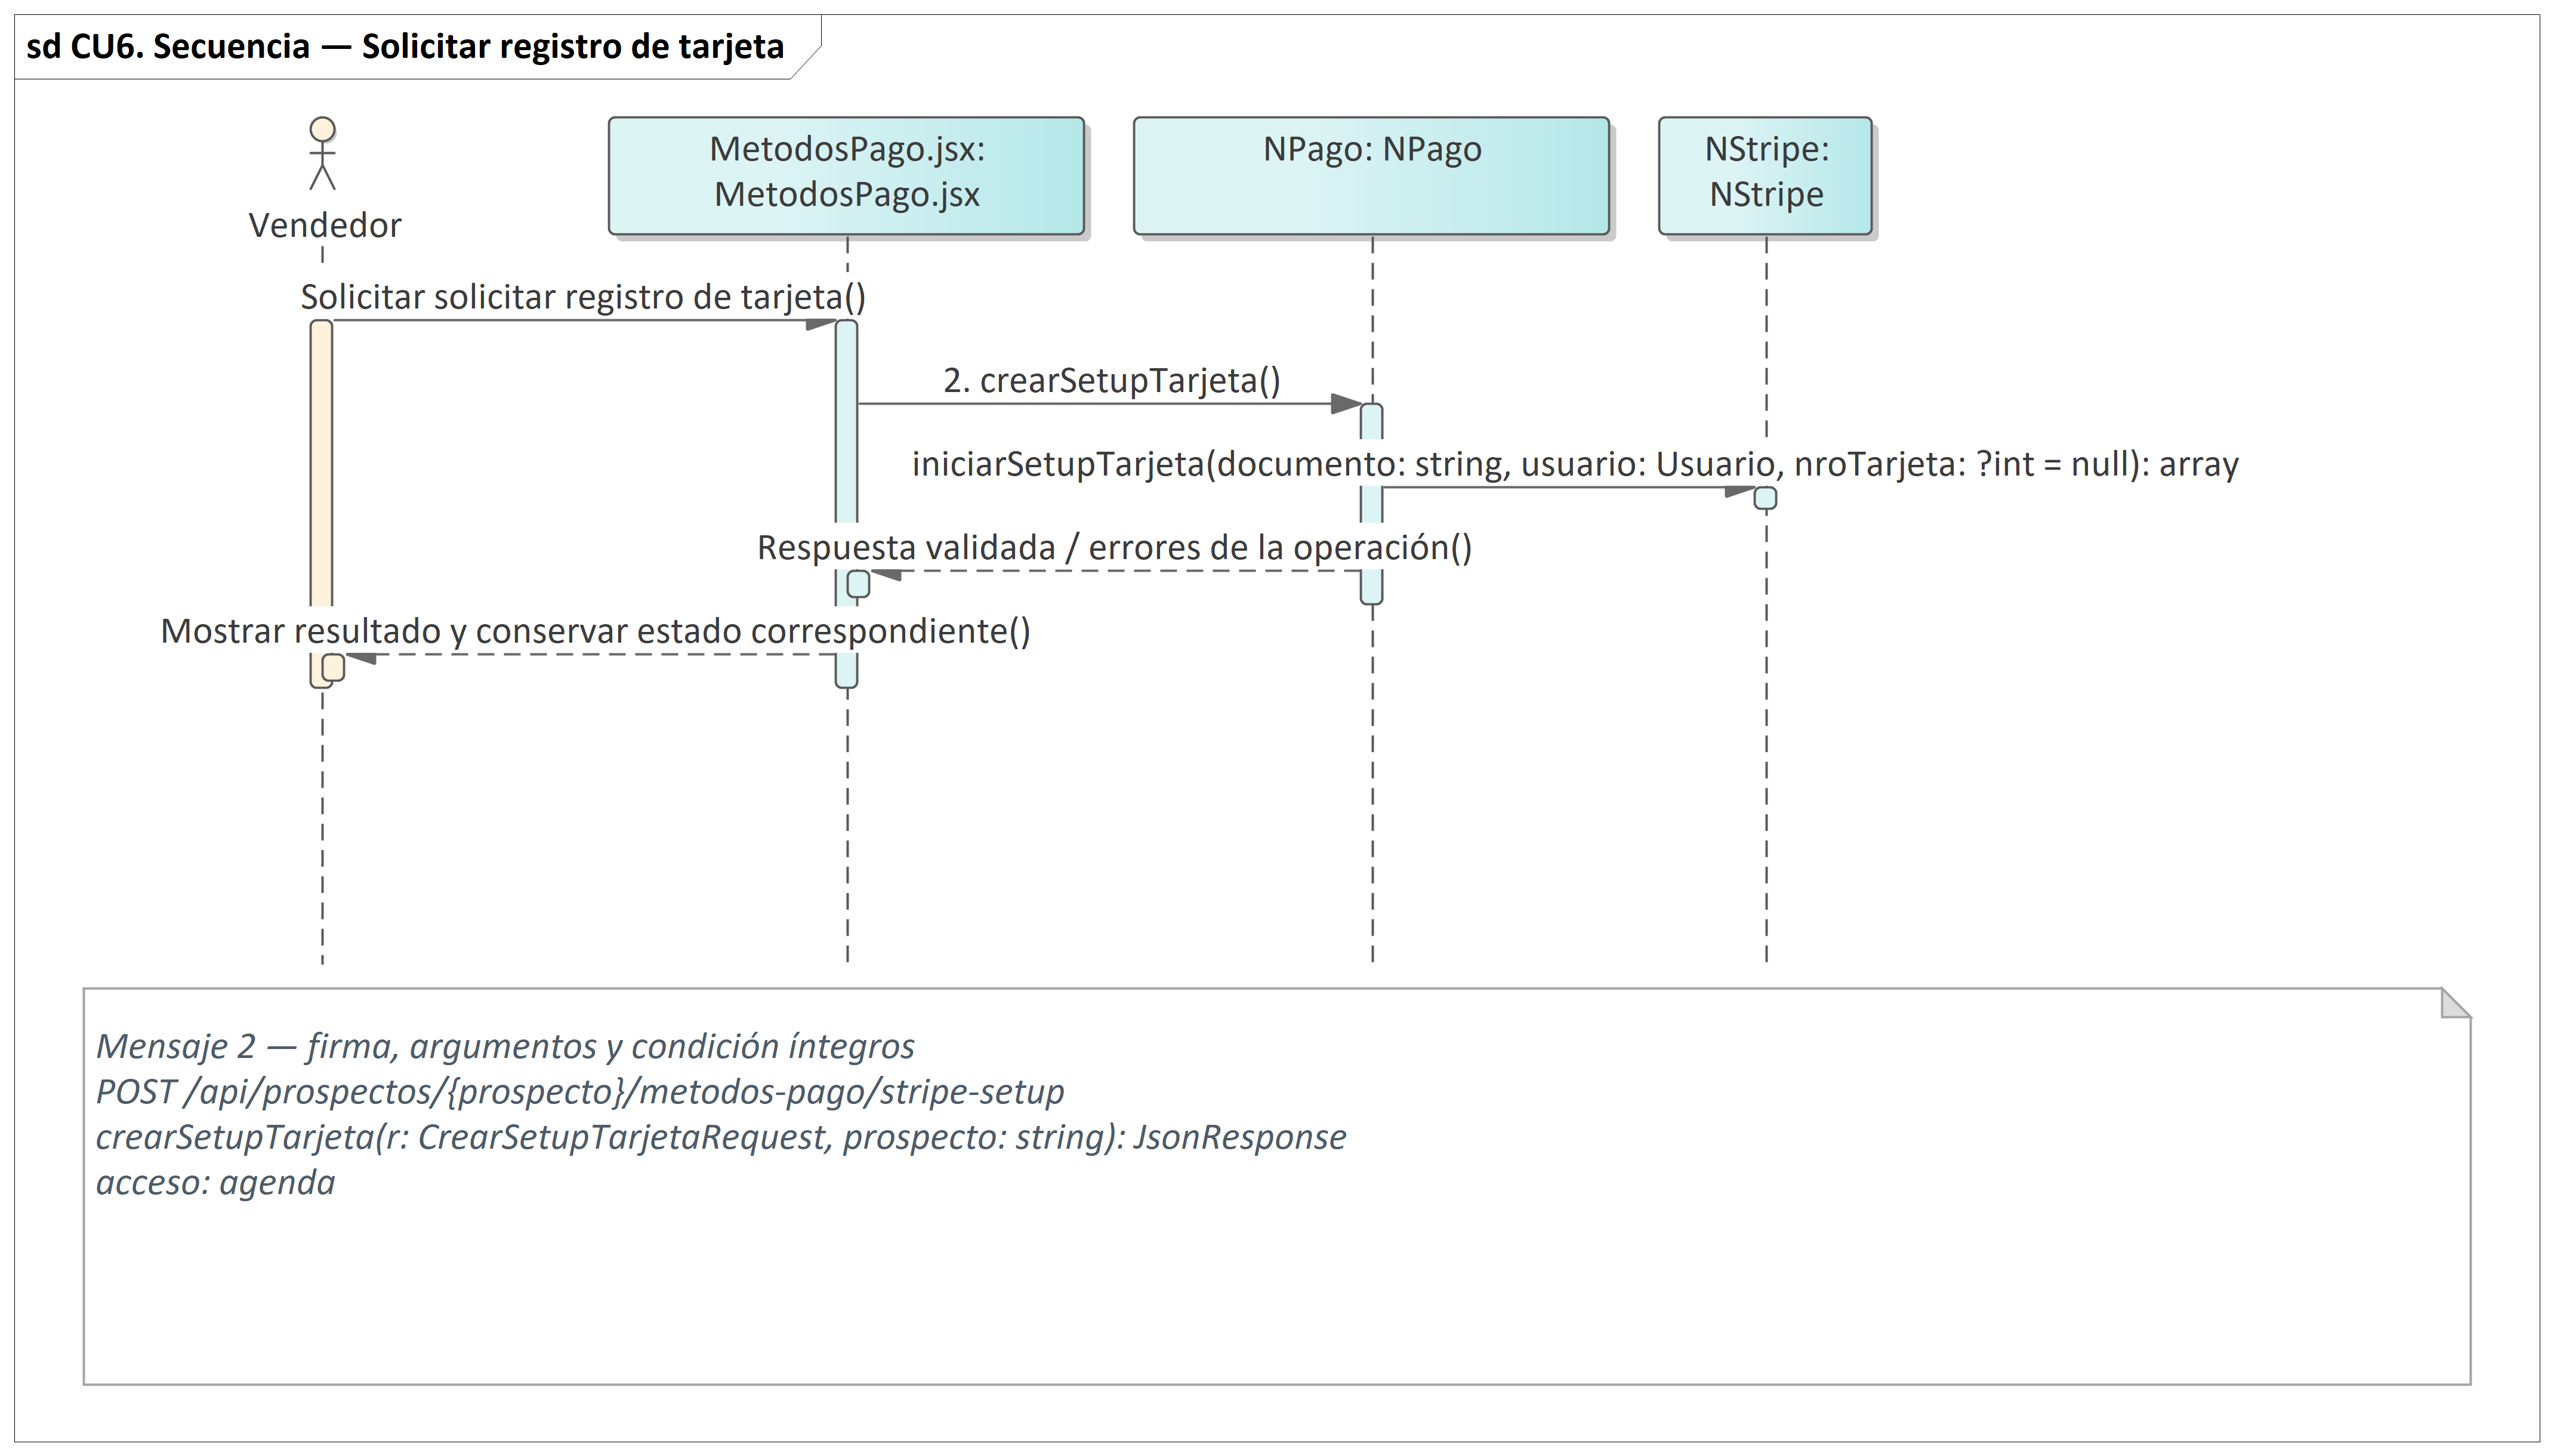 sd CU6. Secuencia — Solicitar registro de tarjeta
Vendedor
MetodosPago.jsx:
MetodosPago.jsx
NPago: NPago
NStripe:
NStripe
Solicitar solicitar registro de tarjeta()
2. crearSetupTarjeta()
iniciarSetupTarjeta(documento: string, usuario: Usuario, nroTarjeta: ?int = null): array
Respuesta validada / errores de la operación()
Mostrar resultado y conservar estado correspondiente()
Mensaje 2 — firma, argumentos y condición íntegros
POST /api/prospectos/{prospecto}/metodos-pago/stripe-setup
crearSetupTarjeta(r: CrearSetupTarjetaRequest, prospecto: string): JsonResponse
acceso: agenda